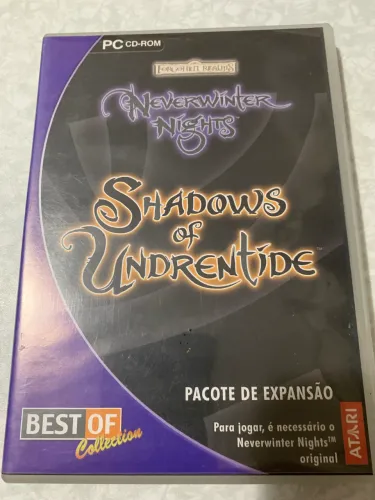 PC CD-ROM
FORGOTTEN REALMS
NEVERWINTER
NIGHTS
SHADOWS
OF
UNDRENTIDE
PACOTE DE EXPANSÃO
BEST OF
Collection
Para jogar, é necessário o
Neverwinter Nights™
original
ATARI